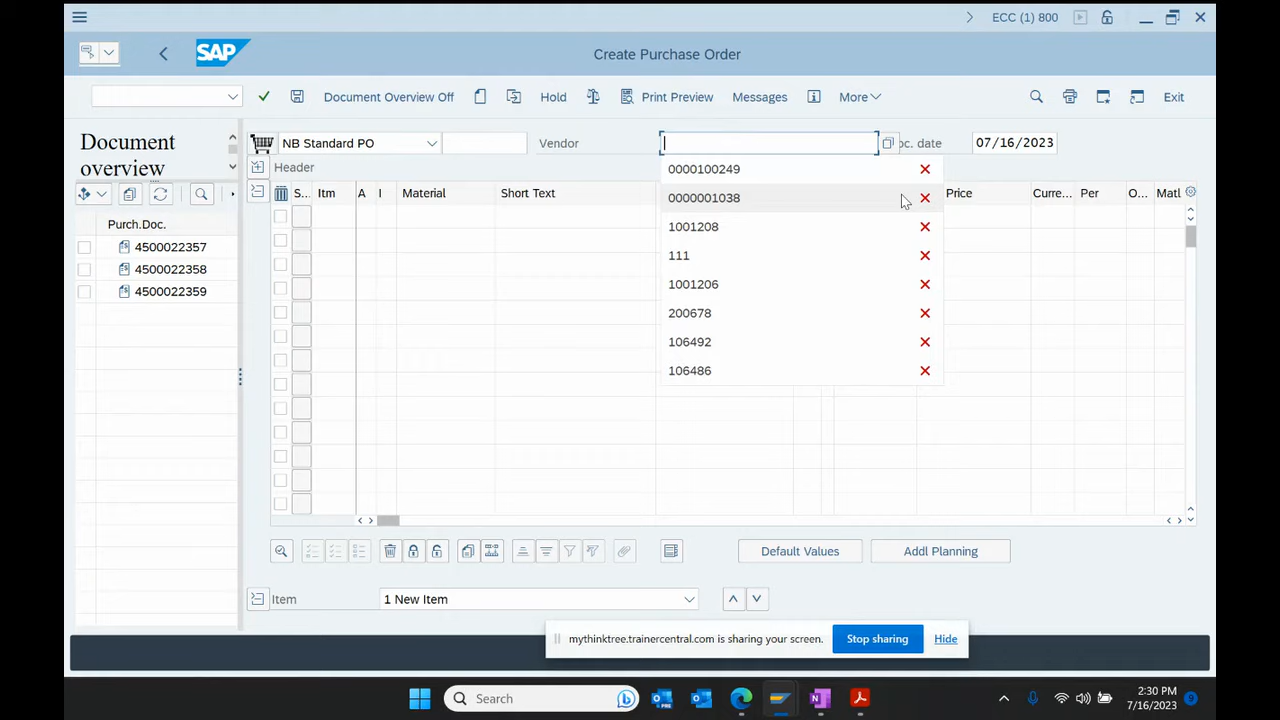 ECC (1) 800
SAP
Create Purchase Order
Document Overview Off
Hold
Print Preview
Messages
More
Exit
Document
overview
NB Standard PO
Vendor
oc. date
07/16/2023
Header
0000100249
0000001038
1001208
111
1001206
200678
106492
106486
S...
Itm
A
I
Material
Short Text
Price
Curre...
Per
O...
Matl
Purch.Doc.
4500022357
4500022358
4500022359
Default Values
Addl Planning
Item
1 New Item
mythinktree.trainercentral.com is sharing your screen.
Stop sharing
Hide
Search
PRE
2:30 PM
7/16/2023